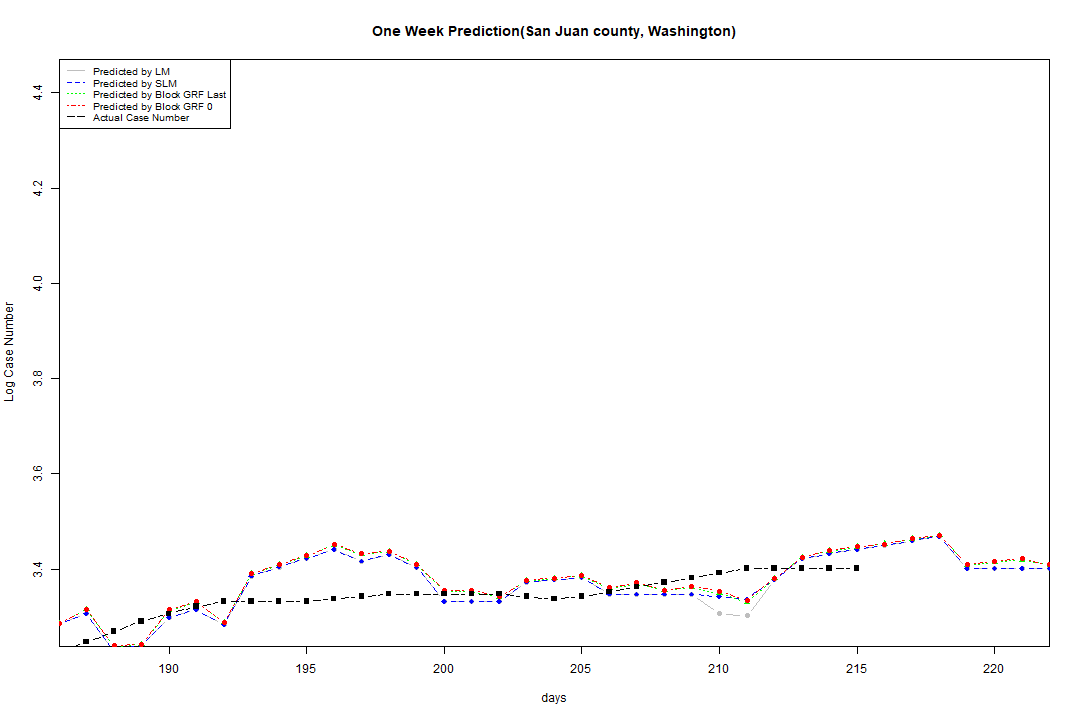 One Week Prediction(San Juan county, Washington)
Predicted by LM
Predicted by SLM
Predicted by Block GRF Last
Predicted by Block GRF 0
Actual Case Number
Log Case Number
4.4
4.2
4.0
3.8
3.6
3.4
190 195 200 205 210 215 220
days